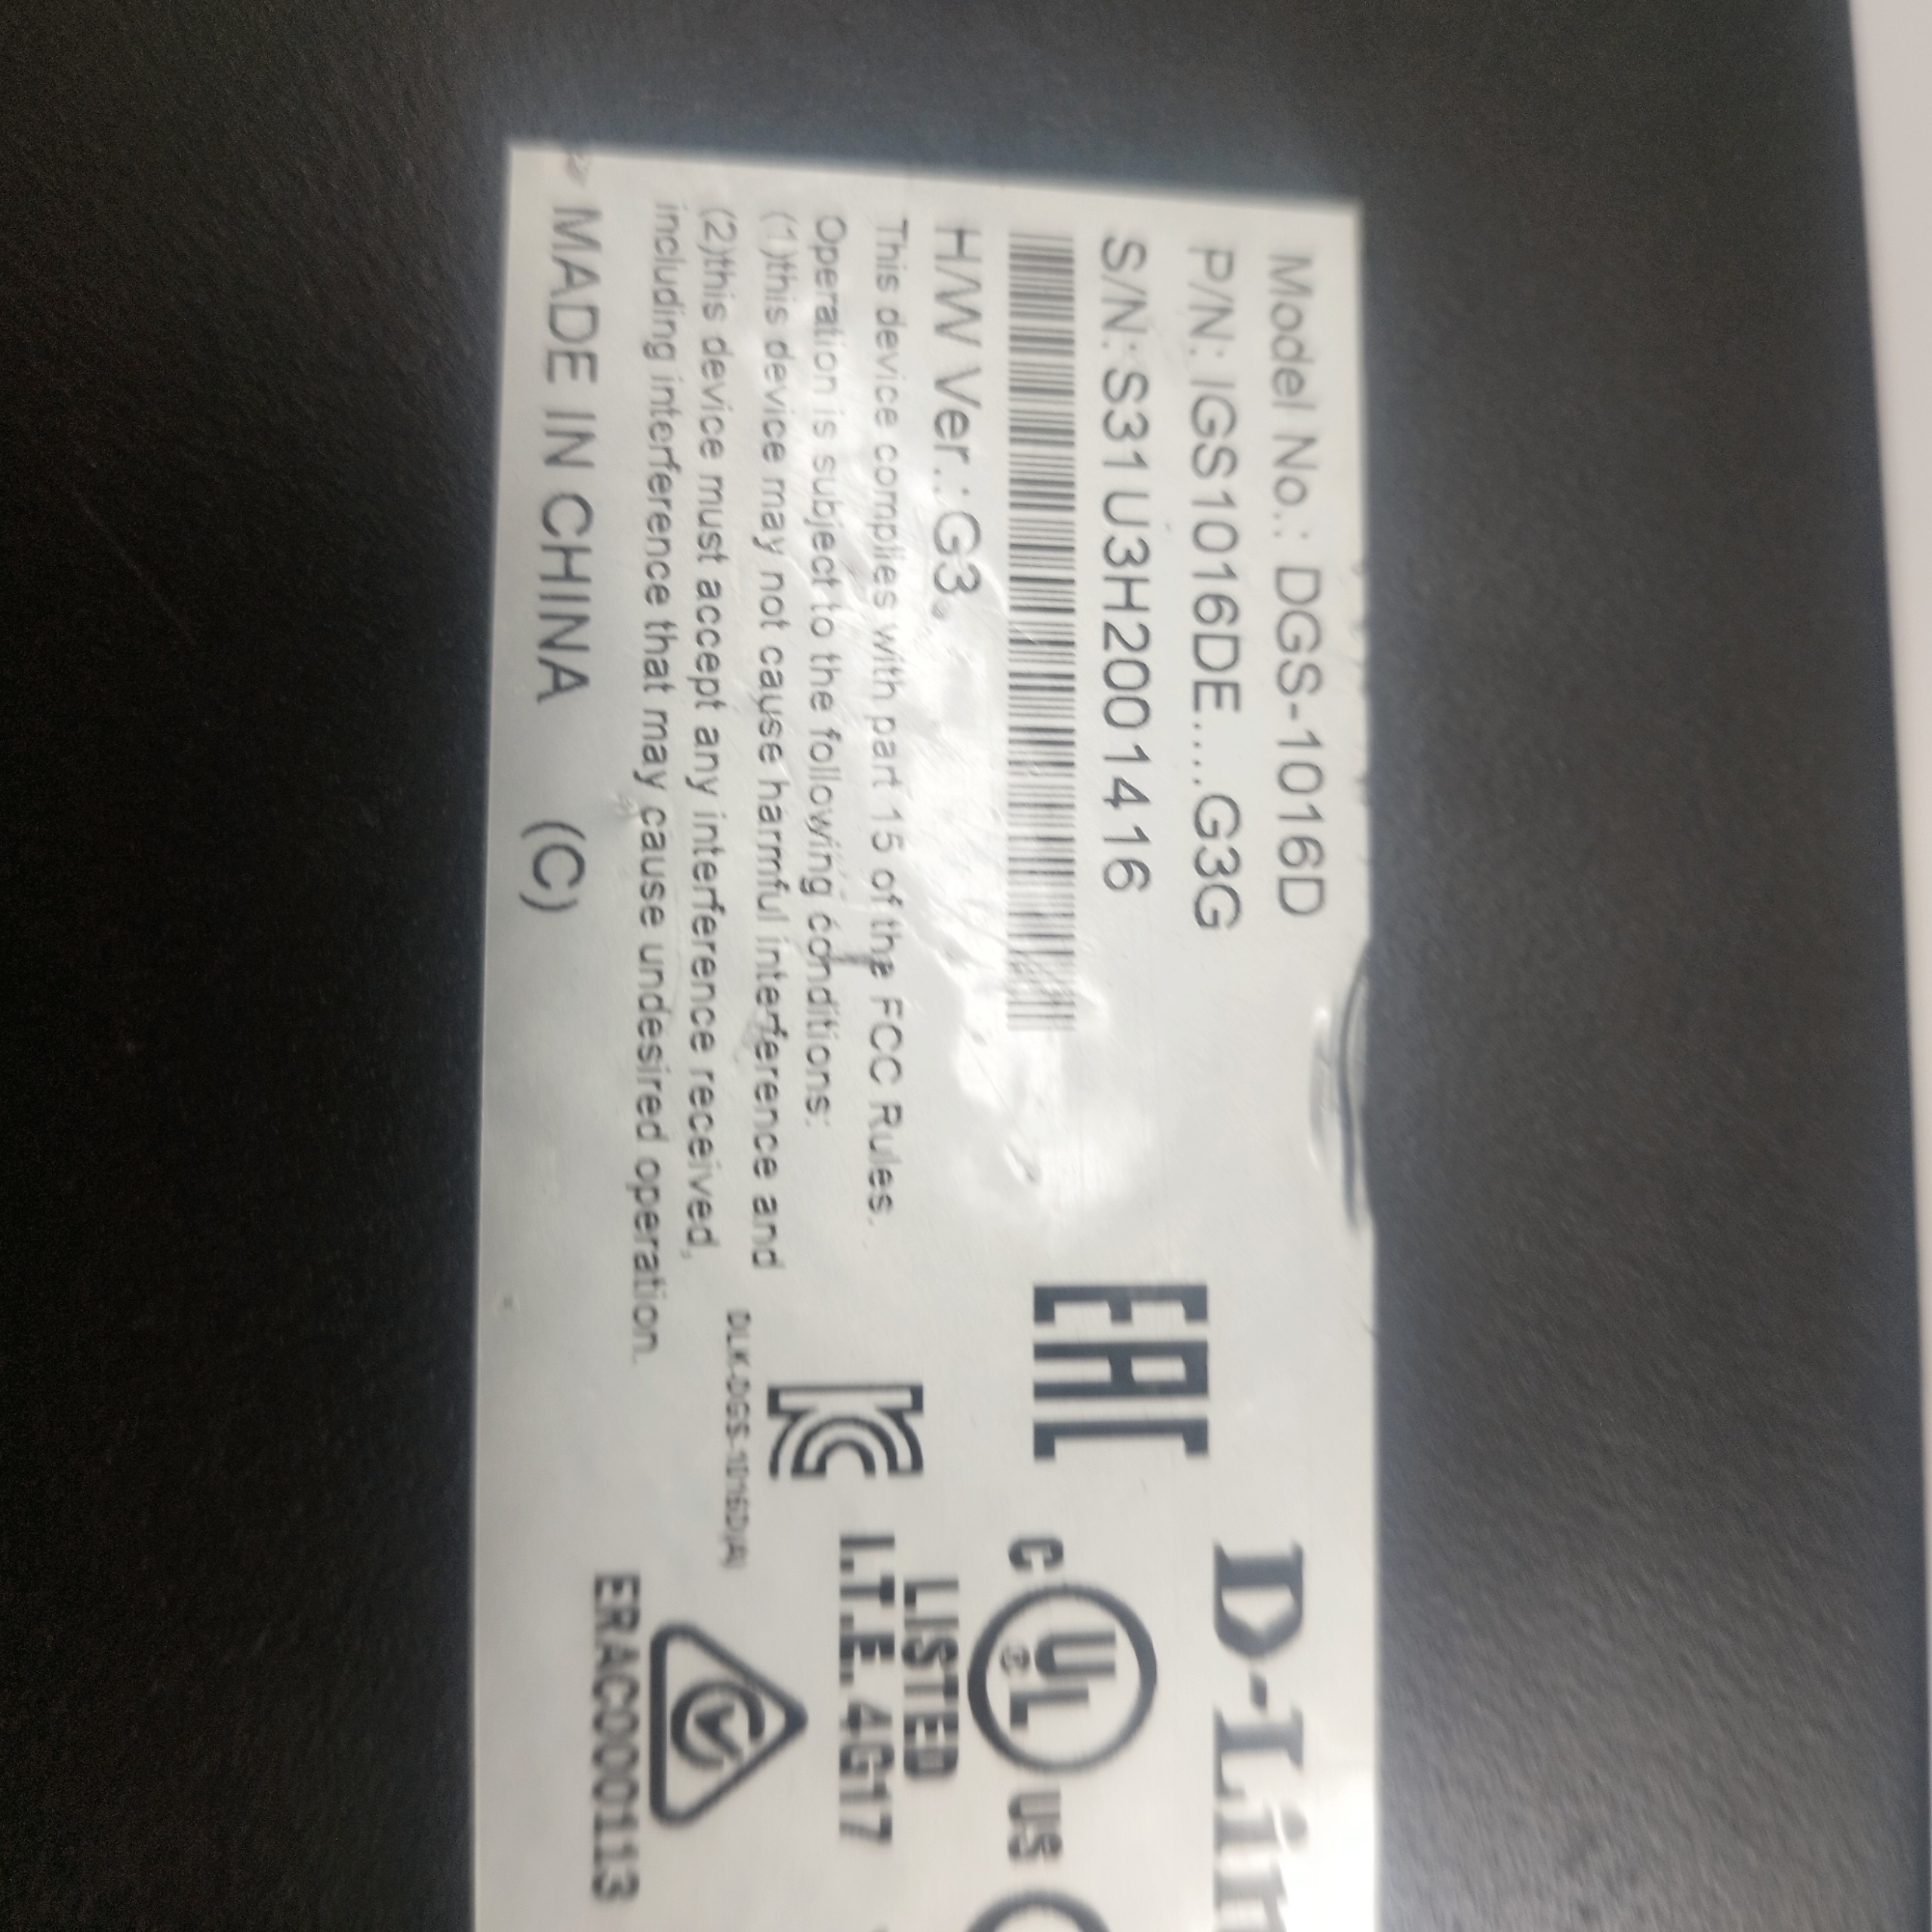 Model No.: DGS-1016D
P/N: IGS1016DE....G3G
S/N: S31U3H2001416
H/W Ver.: G3
This device complies with part 15 of the FCC Rules.
Operation is subject to the following conditions:
(1)this device may not cause harmful interference and
(2)this device must accept any interference received,
including interference that may cause undesired operation.
MADE IN CHINA (C)
EAC
DLK-DGS-1016D(A)
D-Lin
C UL US
LISTED
I.T.E. 4G17
ERAC000113